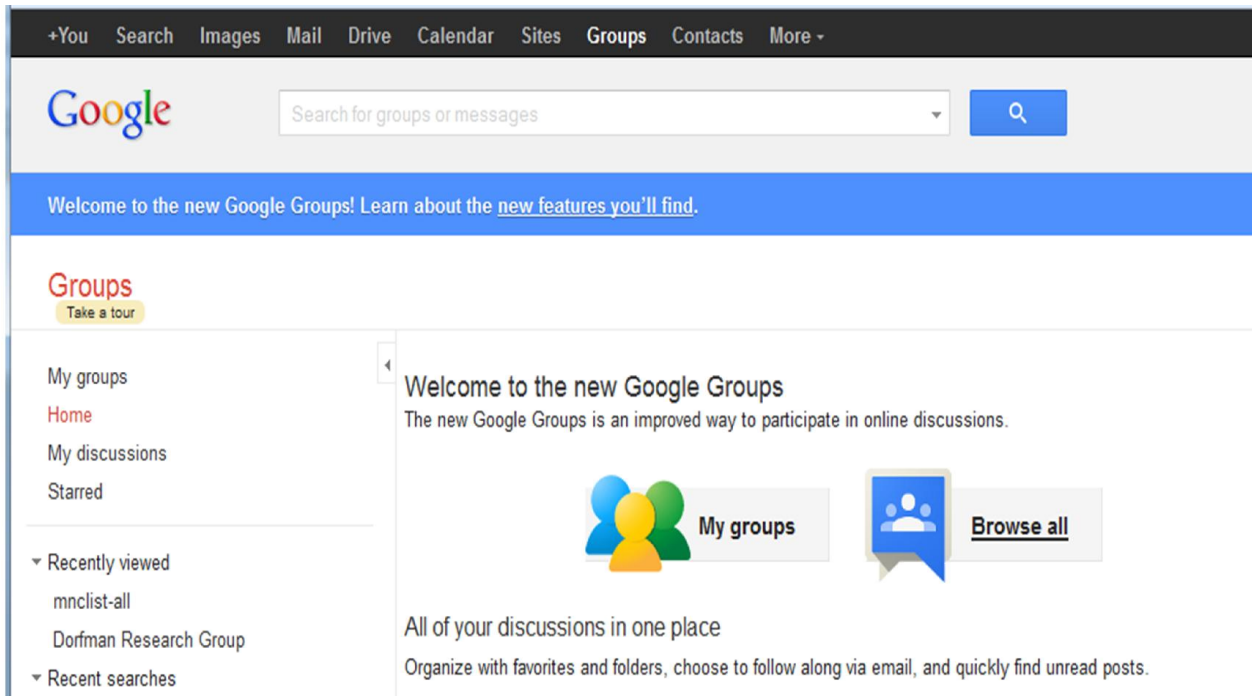 +You Search Images Mail Drive Calendar Sites Groups Contacts More
Google
Search for groups or messages
Welcome to the new Google Groups! Learn about the new features you'll find.
Groups
Take a tour
My groups
Home
My discussions
Starred
Recently viewed
mnclist-all
Dorfman Research Group
Recent searches
Welcome to the new Google Groups
The new Google Groups is an improved way to participate in online discussions.
My groups
Browse all
All of your discussions in one place
Organize with favorites and folders, choose to follow along via email, and quickly find unread posts.